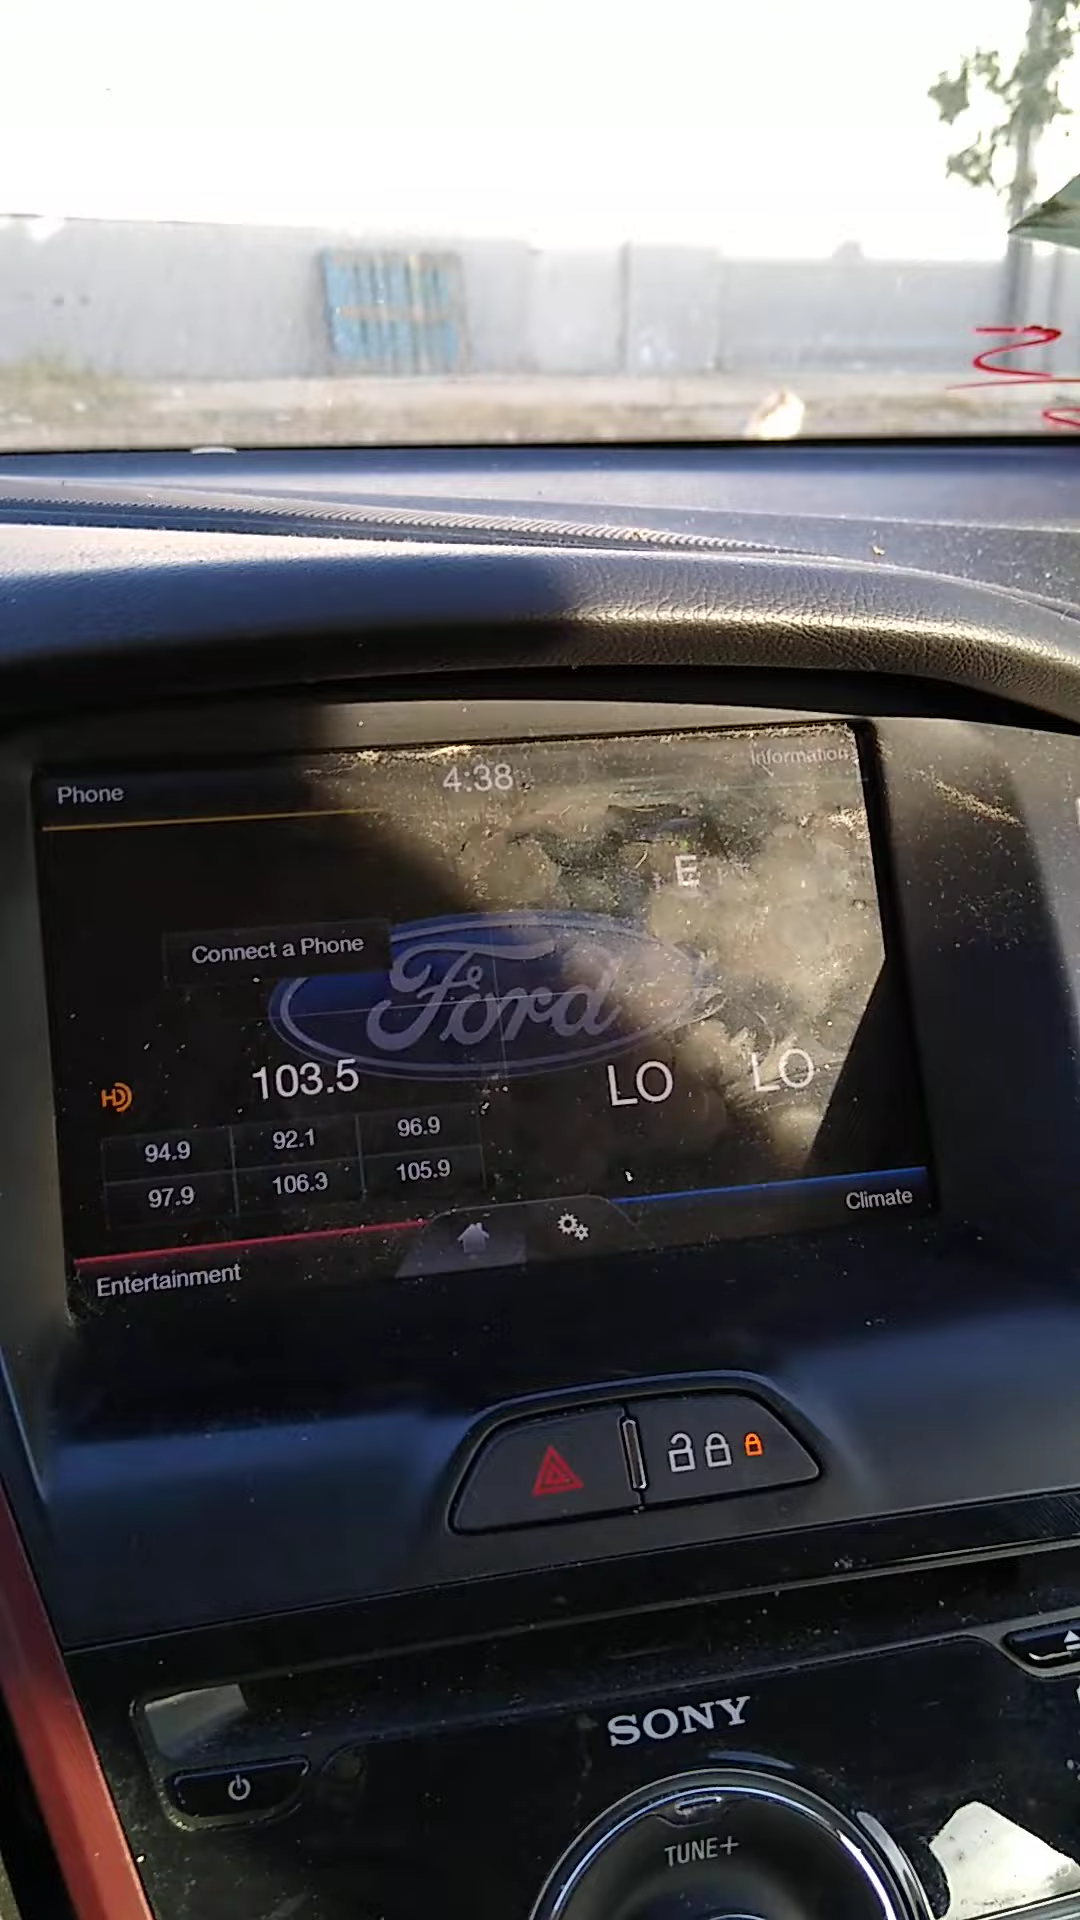 Phone
4:38
Information
E
Connect a Phone
Ford
HD
103.5
LO
LO
94.9
92.1
96.9
97.9
106.3
105.9
Climate
Entertainment
SONY
TUNE+